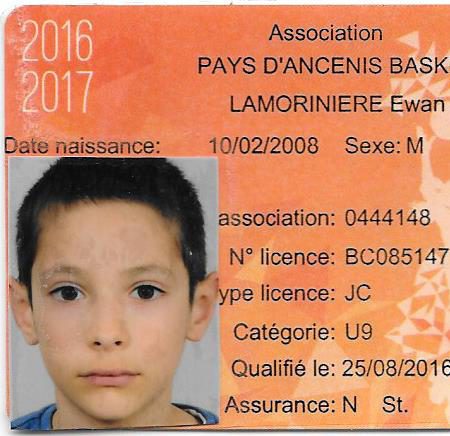 2016
2017
Association
PAYS D'ANCENIS BASK
LAMORINIERE Ewan
Date naissance: 10/02/2008 Sexe: M
association: 0444148
N° licence: BC085147
ype licence: JC
Catégorie: U9
Qualifié le: 25/08/2016
Assurance: N St.